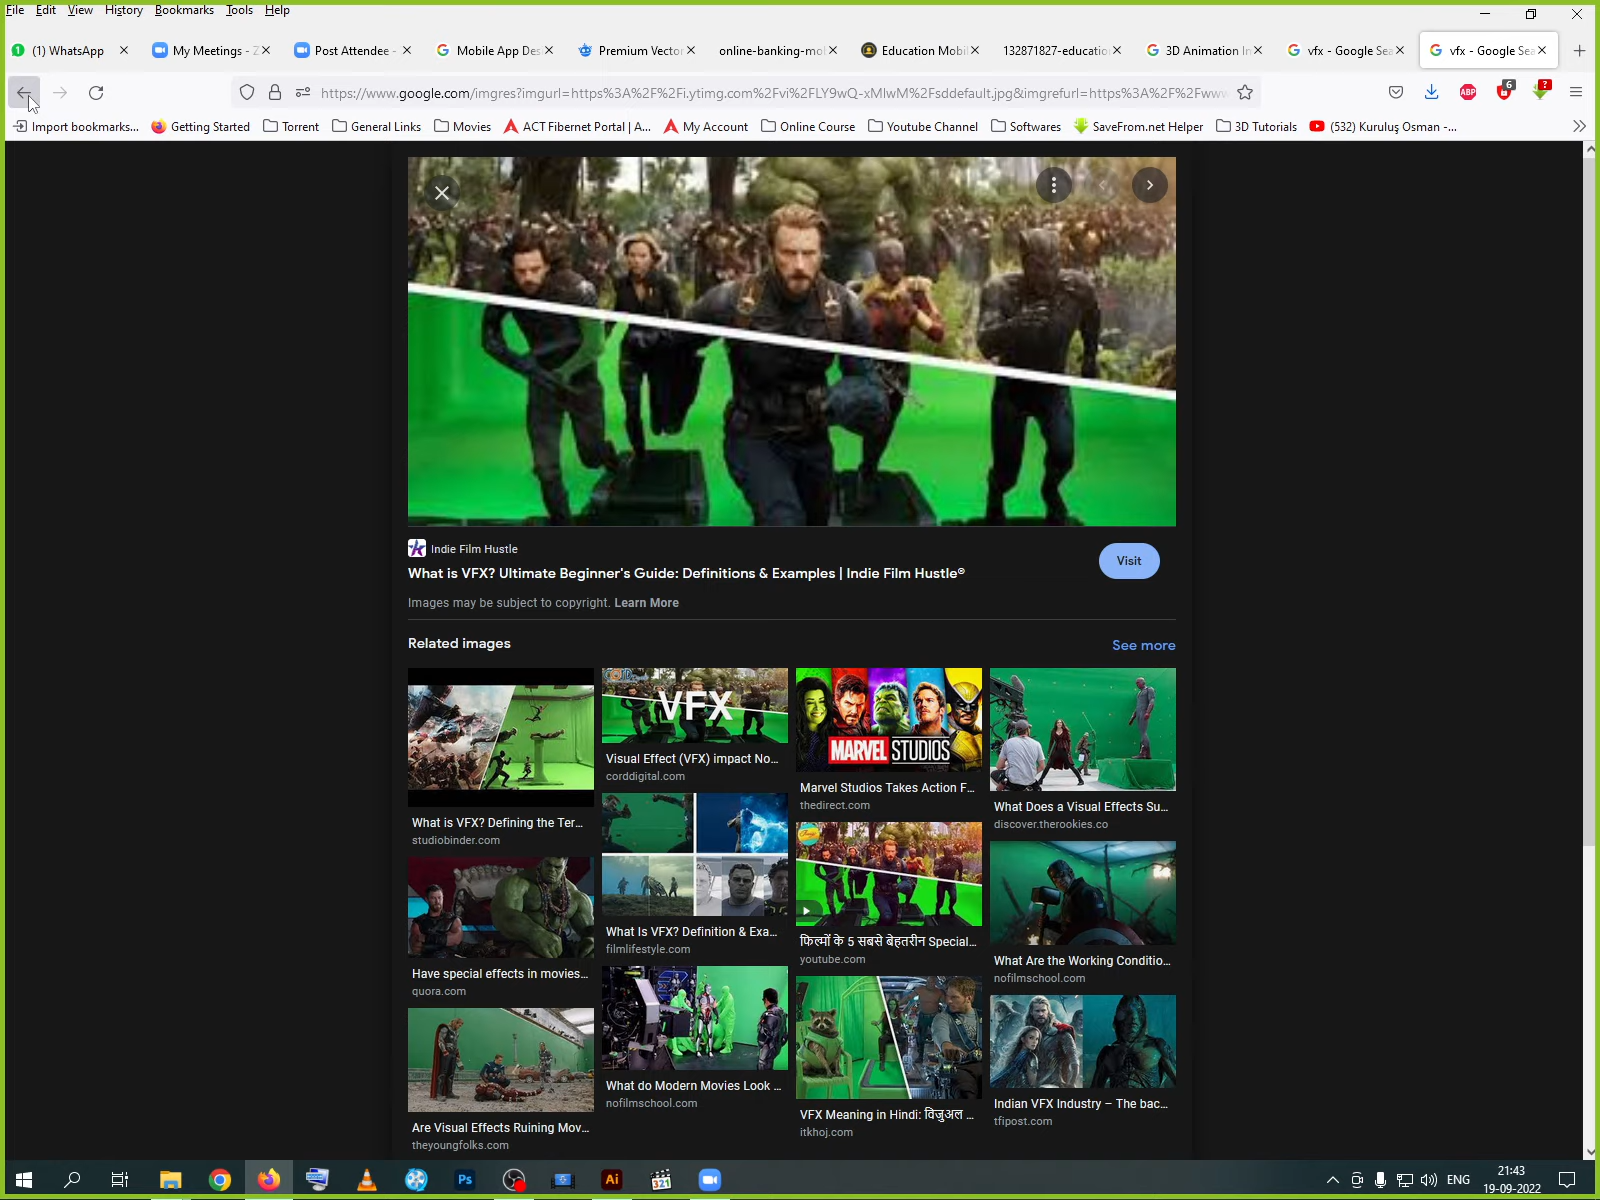 File Edit View History Bookmarks Tools Help
(1) WhatsApp
My Meetings - Z
Post Attendee -
Mobile App Des
Premium Vector
online-banking-mo
Education Mobil
132871827-educatio
3D Animation In
vfx - Google Sea
vfx - Google Sea
https://www.google.com/imgres?imgurl=https%3A%2F%2Fi.ytimg.com%2Fvi%2FLY9wQ-xMlwM%2Fsddefault.jpg&imgrefurl=https%3A%2F%2Fwww
ABP
6
?
Import bookmarks...
Getting Started
Torrent
General Links
Movies
ACT Fibernet Portal | A...
My Account
Online Course
Youtube Channel
Softwares
SaveFrom.net Helper
3D Tutorials
(532) Kuruluş Osman -...
Indie Film Hustle
What is VFX? Ultimate Beginner's Guide: Definitions & Examples | Indie Film Hustle®
Visit
Images may be subject to copyright. Learn More
Related images
See more
What is VFX? Defining the Ter...
studiobinder.com
Have special effects in movies...
quora.com
Are Visual Effects Ruining Mov...
theyoungfolks.com
VFX
Visual Effect (VFX) impact No...
corddigital.com
What Is VFX? Definition & Exa...
filmlifestyle.com
What do Modern Movies Look ...
nofilmschool.com
MARVEL STUDIOS
Marvel Studios Takes Action F...
thedirect.com
फिल्मों के 5 सबसे बेहतरीन Special...
youtube.com
VFX Meaning in Hindi: विजुअल ...
itkhoj.com
What Does a Visual Effects Su...
discover.therookies.co
What Are the Working Conditio...
nofilmschool.com
Indian VFX Industry – The bac...
tfipost.com
Ps
Ai
321
ENG
21:43
19-09-2022